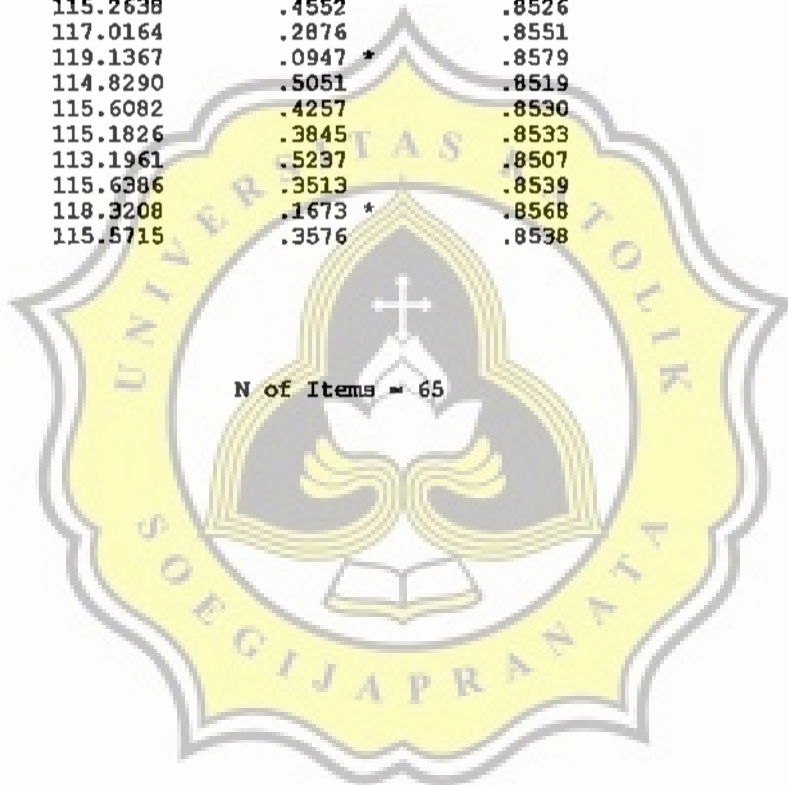 115.2638 .4552 .8526
117.0164 .2876 .8551
119.1367 .0947 * .8579
114.8290 .5051 .8519
115.6082 .4257 .8530
115.1826 .3845 .8533
113.1961 .5237 .8507
115.6386 .3513 .8539
118.3208 .1673 * .8568
115.5715 .3576 .8538
N of Items = 65
UNIVERSITAS KATOLIK
SOEGIJAPRANATA